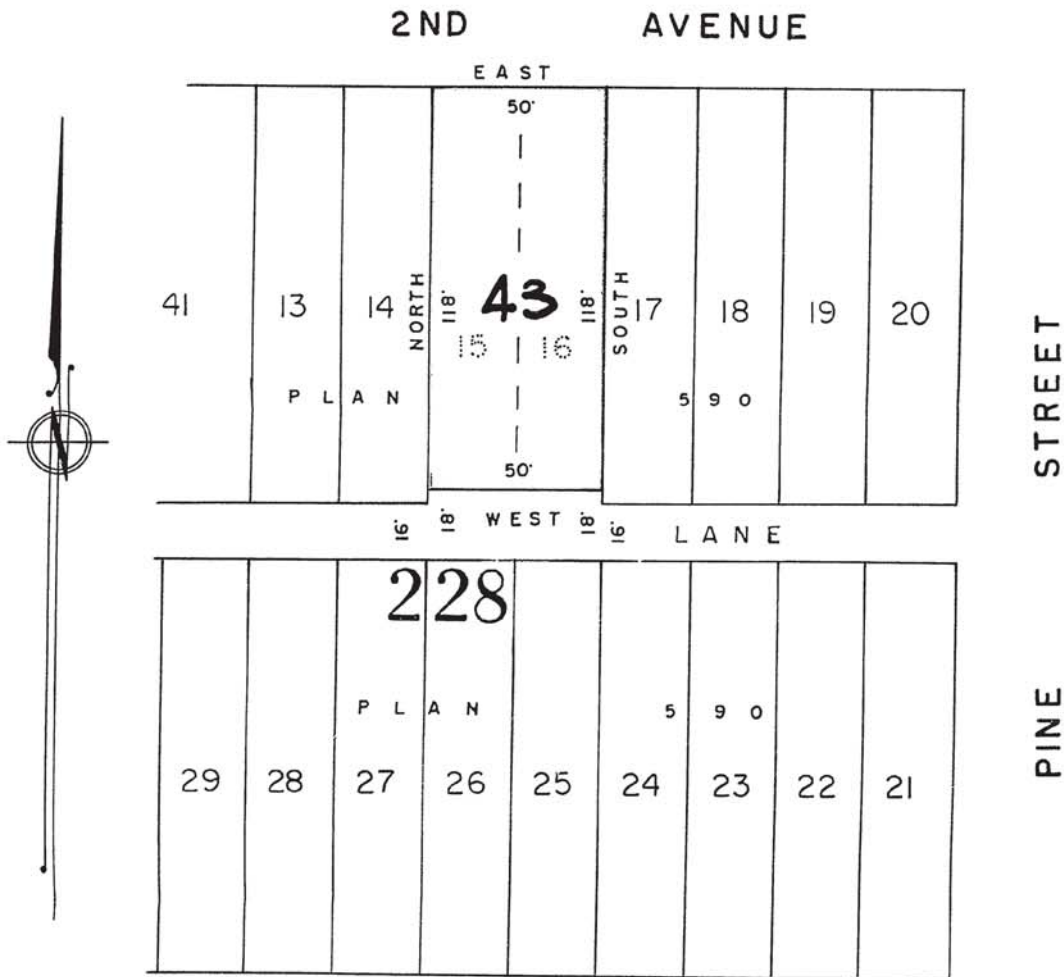 2ND AVENUE
EAST
50'
41 13 14 NORTH 118' 43 118' SOUTH 17 18 19 20
15 16
PLAN 590
50'
16' 18' WEST 18' 16' LANE
228
PLAN 590
29 28 27 26 25 24 23 22 21
PINE STREET
N